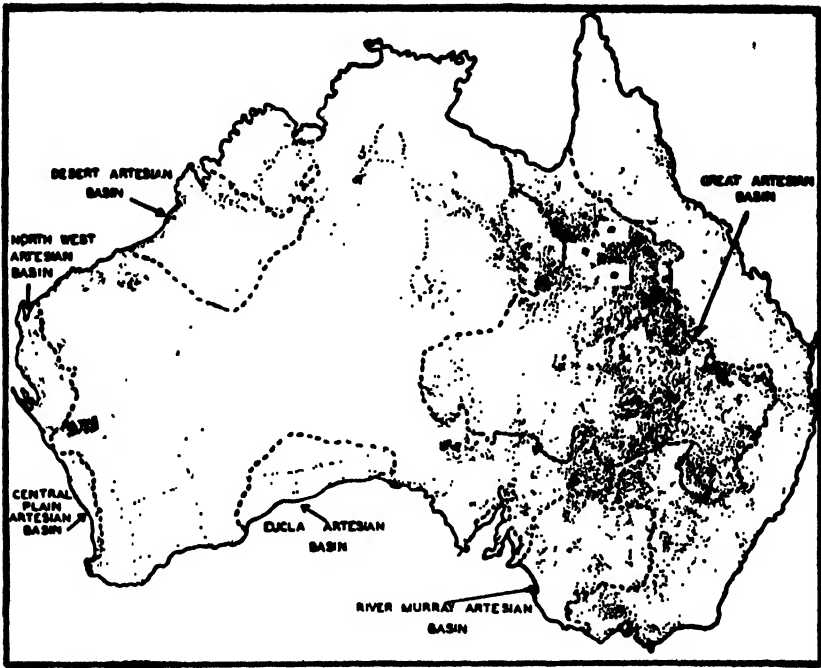 DESERT ARTESIAN
BASIN
GREAT ARTESIAN
BASIN
NORTH WEST
ARTESIAN
BASIN
CENTRAL
PLAIN
ARTESIAN
BASIN
EUCLA ARTESIAN
BASIN
RIVER MURRAY ARTESIAN
BASIN